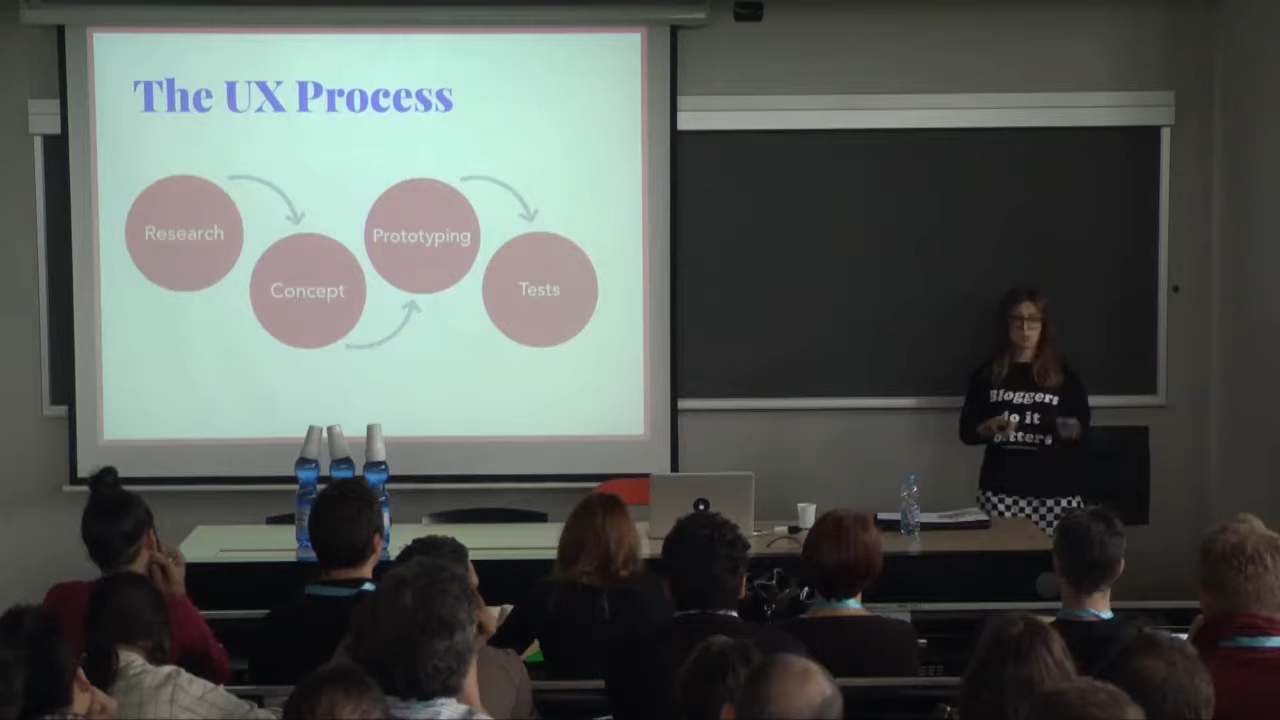 The UX Process
Research
Concept
Prototyping
Tests
Bloggers
do it